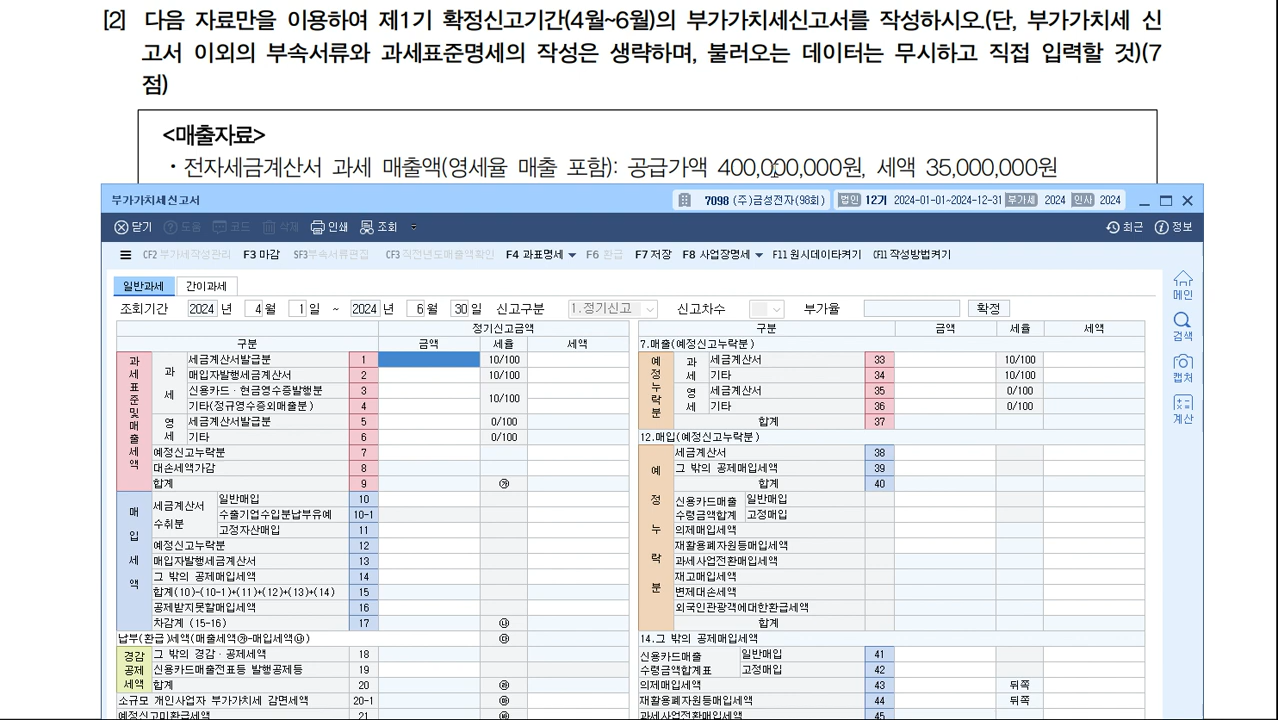 [2] 다음 자료만을 이용하여 제1기 확정신고기간(4월~6월)의 부가가치세신고서를 작성하시오.(단, 부가가치세 신
고서 이외의 부속서류와 과세표준명세의 작성은 생략하며, 불러오는 데이터는 무시하고 직접 입력할 것)(7
점)
<매출자료>
・전자세금계산서 과세 매출액(영세율 매출 포함): 공급가액 400,000,000원, 세액 35,000,000원
부가가치세신고서 7098 (주)금성전자(98회) 법인 12기 2024-01-01~2024-12-31 부가세 2024 인사 2024
닫기 도움 코드 삭제 인쇄 조회 최근 정보
CF2 부가세작성관리 F3 마감 SF3부속서류편집 CF3 직전년도매출액확인 F4 과표명세 F6 환급 F7 저장 F8 사업장명세 F11 원시데이타켜기 CF11 작성방법켜기
일반과세 간이과세
조회기간 2024 년 4 월 1 일 ~ 2024 년 6 월 30 일 신고구분 1.정기신고 신고차수 부가율 확정
메인
검색
캡처
계산
정기신고금액
구분 금액 세율 세액
과세표준및매출세액
과세 세금계산서발급분 1 10/100
매입자발행세금계산서 2 10/100
신용카드·현금영수증발행분 3 10/100
기타(정규영수증외매출분) 4
영세 세금계산서발급분 5 0/100
기타 6 0/100
예정신고누락분 7
대손세액가감 8
합계 9 ㉮
매입세액
세금계산서 수취분 일반매입 10
수출기업수입분납부유예 10-1
고정자산매입 11
예정신고누락분 12
매입자발행세금계산서 13
그 밖의 공제매입세액 14
합계(10)-(10-1)+(11)+(12)+(13)+(14) 15
공제받지못할매입세액 16
차감계 (15-16) 17 ㉯
납부(환급)세액(매출세액㉮-매입세액㉯) ㉰
경감공제세액
그 밖의 경감·공제세액 18
신용카드매출전표등 발행공제등 19
합계 20 ㉱
소규모 개인사업자 부가가치세 감면세액 20-1 ㉲
예정신고미환급세액 21
구분 금액 세율 세액
7.매출(예정신고누락분)
예정누락분
과세 세금계산서 33 10/100
기타 34 10/100
영세 세금계산서 35 0/100
기타 36 0/100
합계 37
12.매입(예정신고누락분)
예정누락분
세금계산서 38
그 밖의 공제매입세액 39
합계 40
신용카드매출 수령금액합계 일반매입
고정매입
의제매입세액
재활용폐자원등매입세액
과세사업전환매입세액
재고매입세액
변제대손세액
외국인관광객에대한환급세액
합계
14.그 밖의 공제매입세액
신용카드매출 수령금액합계표 일반매입 41
고정매입 42
의제매입세액 43 뒤쪽
재활용폐자원등매입세액 44 뒤쪽
과세사업전환매입세액 45